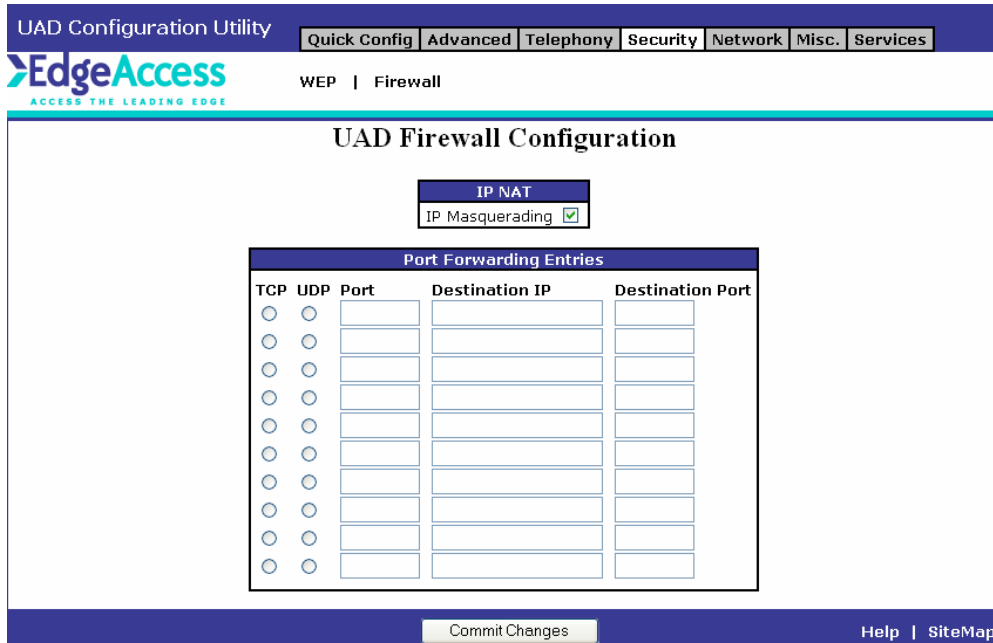 UAD Configuration Utility
Quick Config Advanced Telephony Security Network Misc. Services
EdgeAccess
ACCESS THE LEADING EDGE
WEP | Firewall
UAD Firewall Configuration
IP NAT
IP Masquerading
Port Forwarding Entries
TCP UDP Port Destination IP Destination Port
Commit Changes
Help | SiteMap